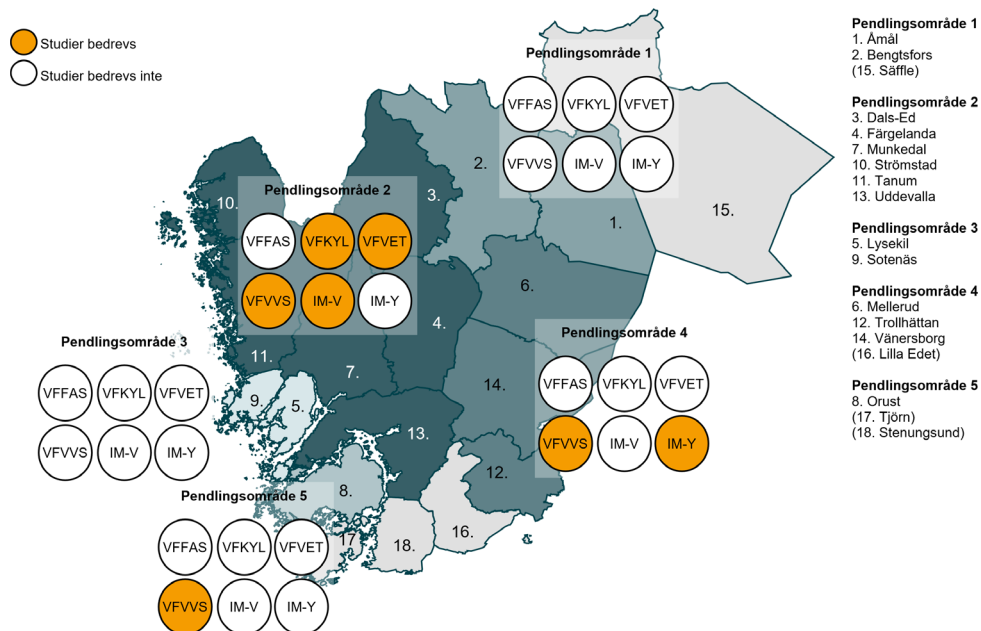 Studier bedrevs
Studier bedrevs inte
Pendlingsområde 1
VFFAS VFKYL VFVET
VFVVS IM-V IM-Y
Pendlingsområde 2
VFFAS VFKYL VFVET
VFVVS IM-V IM-Y
Pendlingsområde 3
VFFAS VFKYL VFVET
VFVVS IM-V IM-Y
Pendlingsområde 4
VFFAS VFKYL VFVET
VFVVS IM-V IM-Y
Pendlingsområde 5
VFFAS VFKYL VFVET
VFVVS IM-V IM-Y
1.
2.
3.
4.
5.
6.
7.
8.
9.
10.
11.
12.
13.
14.
15.
16.
17
18.
Pendlingsområde 1
1. Åmål
2. Bengtsfors
(15. Säffle)
Pendlingsområde 2
3. Dals-Ed
4. Färgelanda
7. Munkedal
10. Strömstad
11. Tanum
13. Uddevalla
Pendlingsområde 3
5. Lysekil
9. Sotenäs
Pendlingsområde 4
6. Mellerud
12. Trollhättan
14. Vänersborg
(16. Lilla Edet)
Pendlingsområde 5
8. Orust
(17. Tjörn)
(18. Stenungsund)